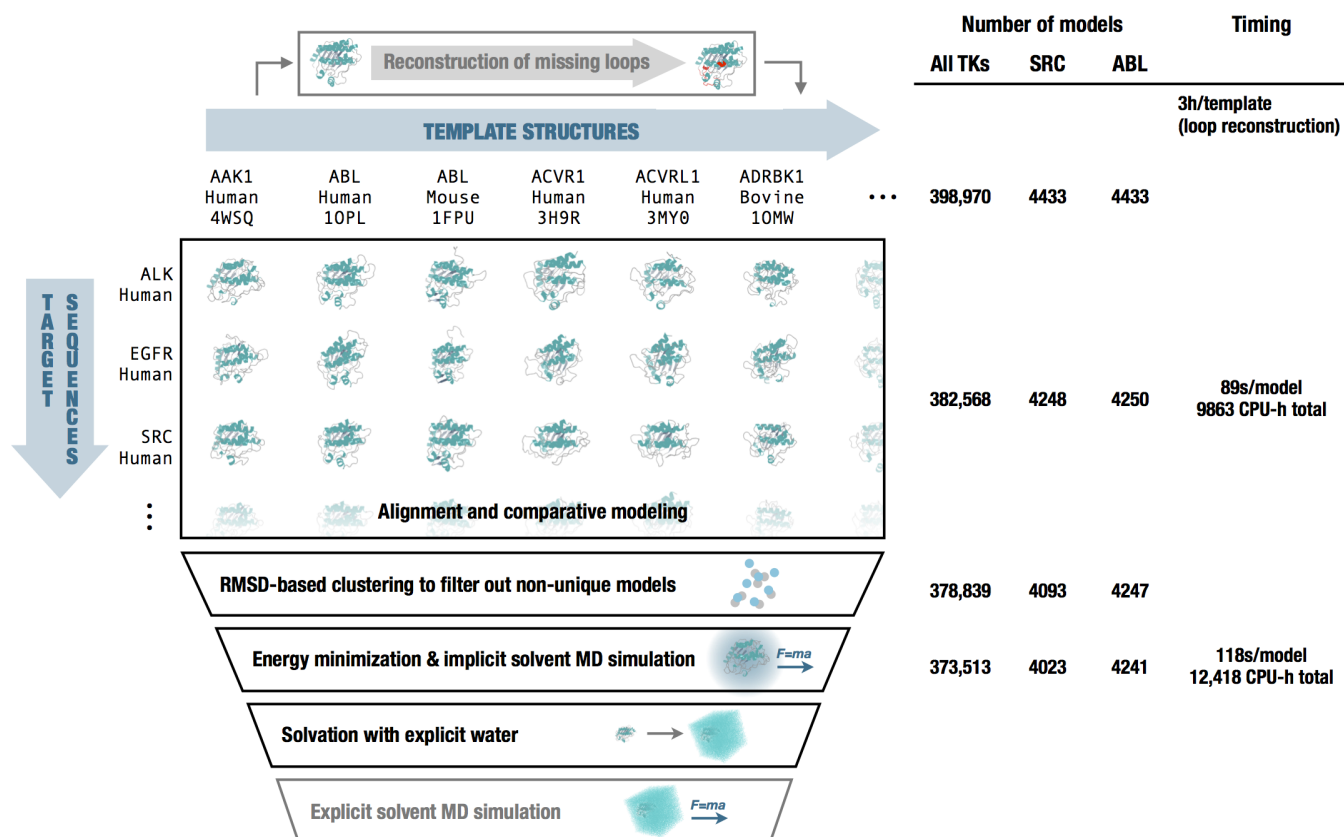 Number of models
Timing
All TKs SRC ABL
Reconstruction of missing loops
3h/template
(loop reconstruction)
TEMPLATE STRUCTURES
AAK1
Human
4WSQ
ABL
Human
1OPL
ABL
Mouse
1FPU
ACVR1
Human
3H9R
ACVRL1
Human
3MY0
ADRBK1
Bovine
1OMW
...
398,970 4433 4433
TARGET
SEQUENCES
ALK
Human
EGFR
Human
SRC
Human
382,568 4248 4250
89s/model
9863 CPU-h total
Alignment and comparative modeling
RMSD-based clustering to filter out non-unique models
378,839 4093 4247
Energy minimization & implicit solvent MD simulation
F=ma
373,513 4023 4241
118s/model
12,418 CPU-h total
Solvation with explicit water
Explicit solvent MD simulation
F=ma